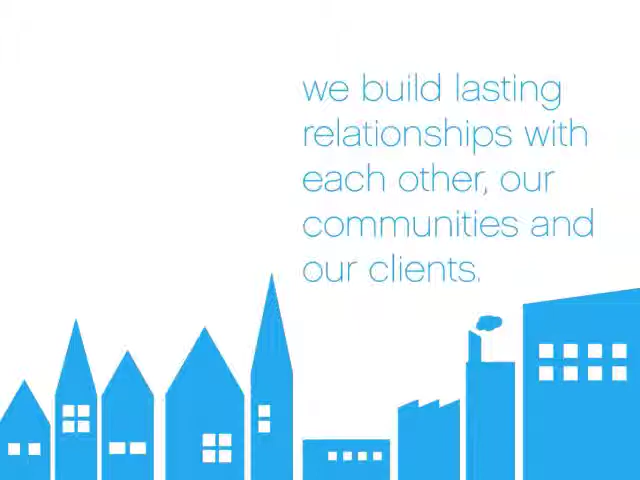 we build lasting
relationships with
each other, our
communities and
our clients.